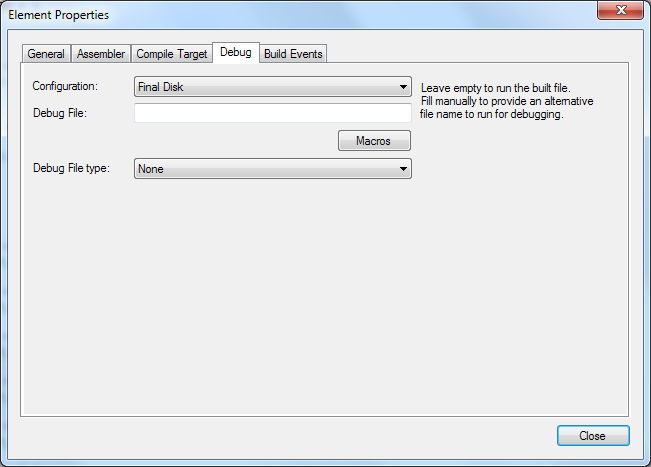 Element Properties
General Assembler Compile Target Debug Build Events
Configuration: Final Disk
Leave empty to run the built file.
Fill manually to provide an alternative
Debug File:
file name to run for debugging.
Macros
Debug File type: None
Close